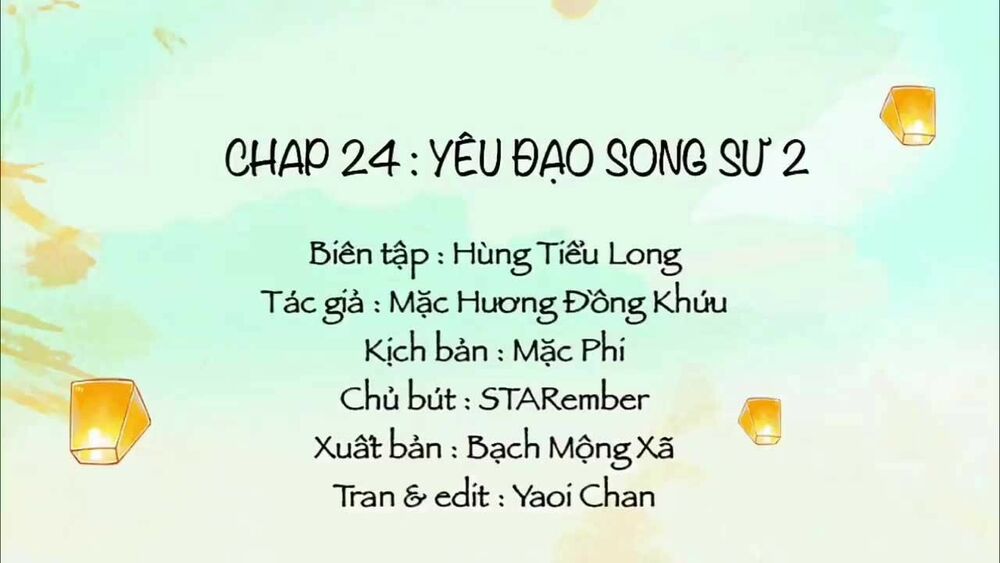 CHAP 24 : YÊU ĐẠO SONG SƯ 2
Biên tập : Hùng Tiểu Long
Tác giả : Mặc Hương Đồng Khứu
Kịch bản : Mặc Phi
Chủ bút : STARember
Xuất bản : Bạch Mộng Xã
Tran & edit : Yaoi Chan